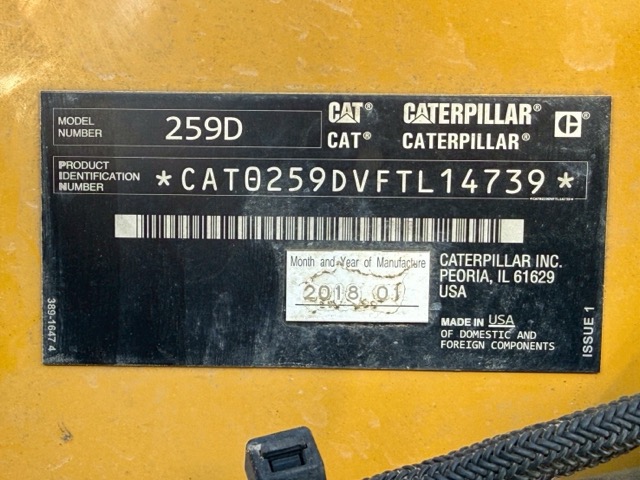 MODEL NUMBER 259D
CAT® CATERPILLAR® C
CAT® CATERPILLAR®
PRODUCT IDENTIFICATION NUMBER *CAT0259DVFTL14739*
Month and Year of Manufacture
2018 01
CATERPILLAR INC.
PEORIA, IL 61629
USA
MADE IN USA
OF DOMESTIC AND
FOREIGN COMPONENTS
389-1647 4
ISSUE 1